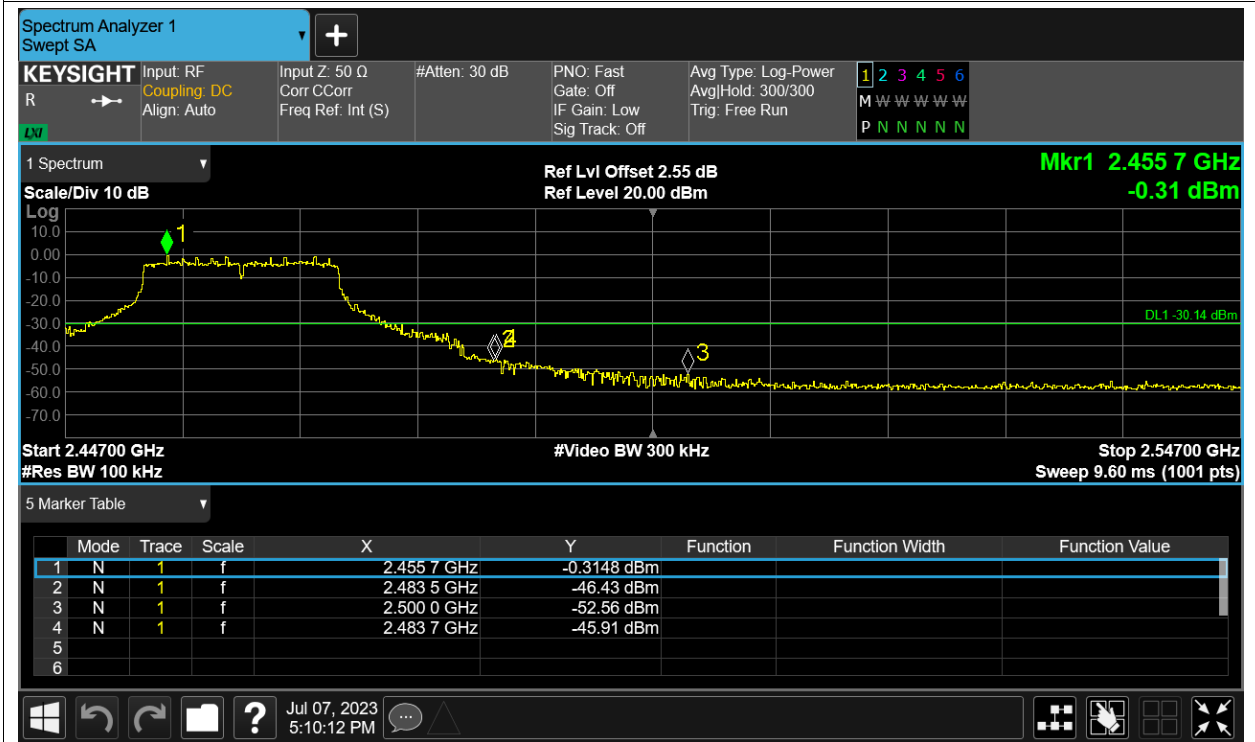 Spectrum Analyzer 1
Swept SA
KEYSIGHT Input: RF Input Z: 50 Ω #Atten: 30 dB PNO: Fast Avg Type: Log-Power 1 2 3 4 5 6
R Coupling: DC Corr CCorr Gate: Off Avg|Hold: 300/300 M W W W W W
Align: Auto Freq Ref: Int (S) IF Gain: Low Trig: Free Run
LXI Sig Track: Off P N N N N N
1 Spectrum Ref Lvl Offset 2.55 dB Mkr1 2.455 7 GHz
Scale/Div 10 dB Ref Level 20.00 dBm -0.31 dBm
Log
10.0 1
0.00
-10.0
-20.0
-30.0 DL1 -30.14 dBm
-40.0 3
-50.0
-60.0
-70.0
Start 2.44700 GHz #Video BW 300 kHz Stop 2.54700 GHz
#Res BW 100 kHz Sweep 9.60 ms (1001 pts)
5 Marker Table
Mode Trace Scale X Y Function Function Width Function Value
1 N 1 f 2.455 7 GHz -0.3148 dBm
2 N 1 f 2.483 5 GHz -46.43 dBm
3 N 1 f 2.500 0 GHz -52.56 dBm
4 N 1 f 2.483 7 GHz -45.91 dBm
5
6
? Jul 07, 2023
5:10:12 PM